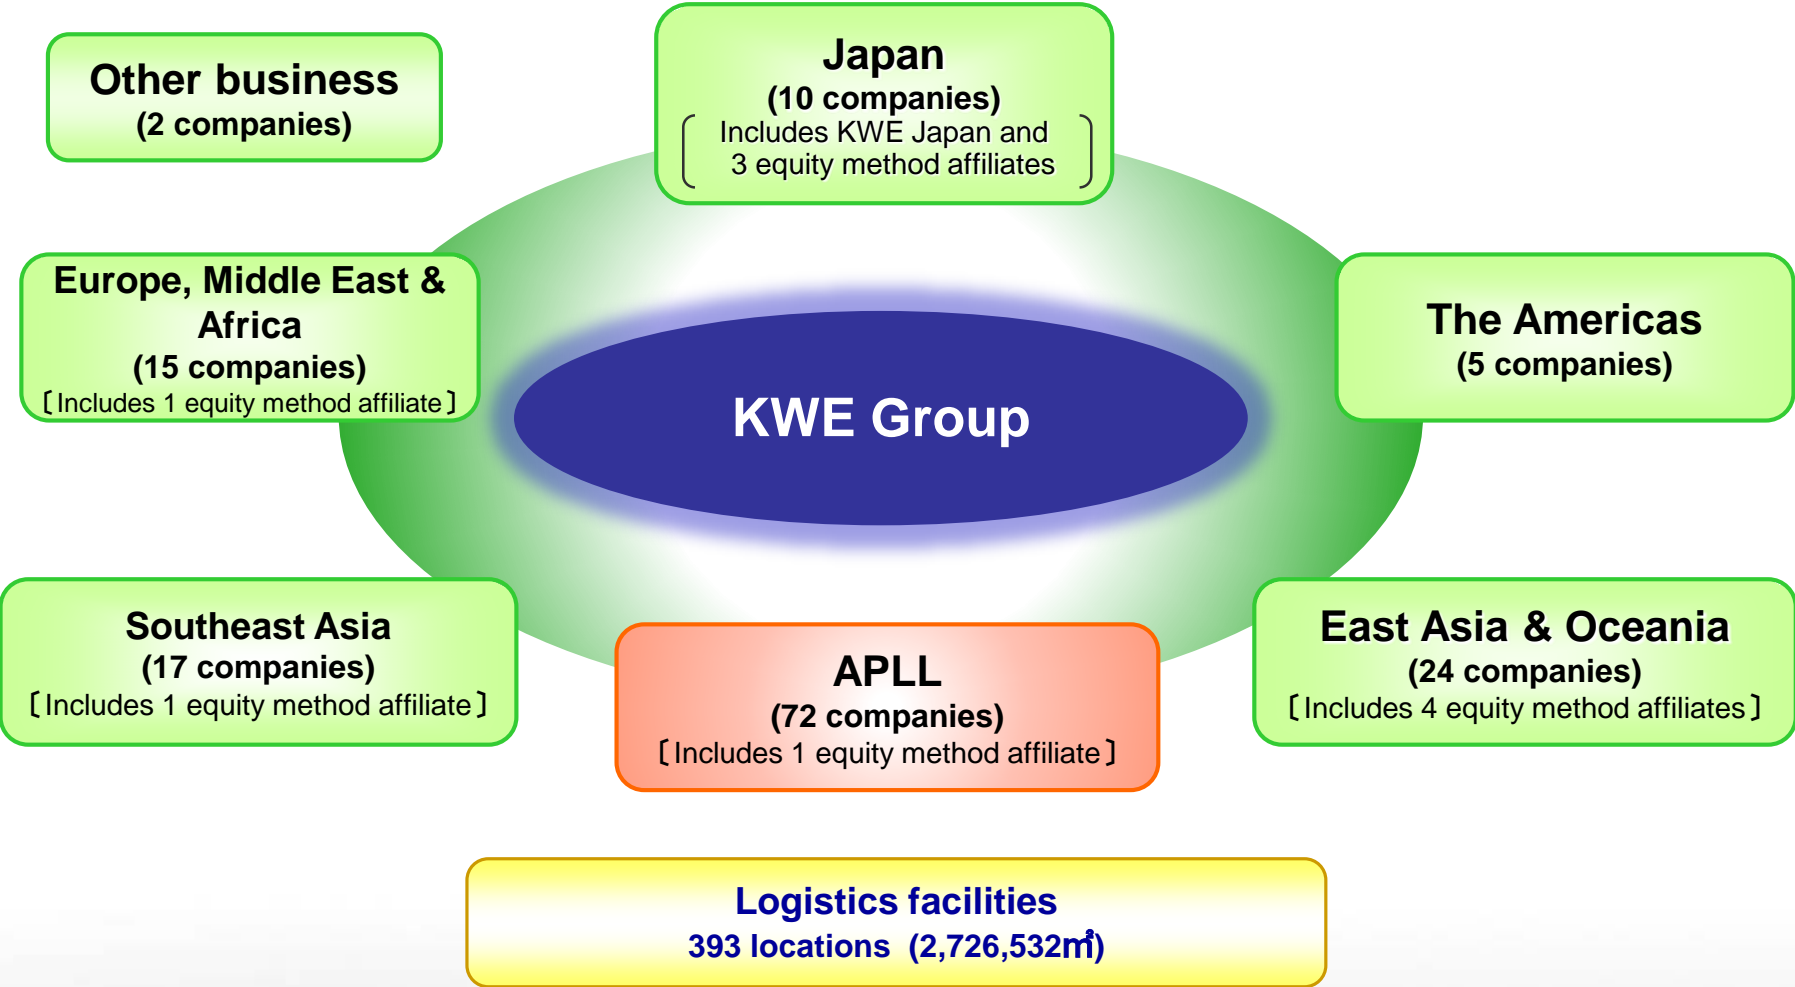 Other business
(2 companies)
Japan
(10 companies)
Includes KWE Japan and
3 equity method affiliates
Europe, Middle East &
Africa
(15 companies)
〔Includes 1 equity method affiliate〕
The Americas
(5 companies)
KWE Group
Southeast Asia
(17 companies)
〔Includes 1 equity method affiliate〕
APLL
(72 companies)
〔Includes 1 equity method affiliate〕
East Asia & Oceania
(24 companies)
〔Includes 4 equity method affiliates〕
Logistics facilities
393 locations (2,726,532㎡)